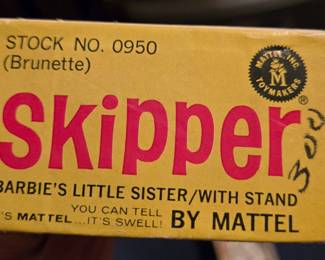 STOCK NO. 0950
(Brunette)
MATTEL, INC.
M
TOYMAKERS
®
Skipper
300
BARBIE'S LITTLE SISTER/WITH STAND
YOU CAN TELL
'S MATTEL...IT'S SWELL! BY MATTEL